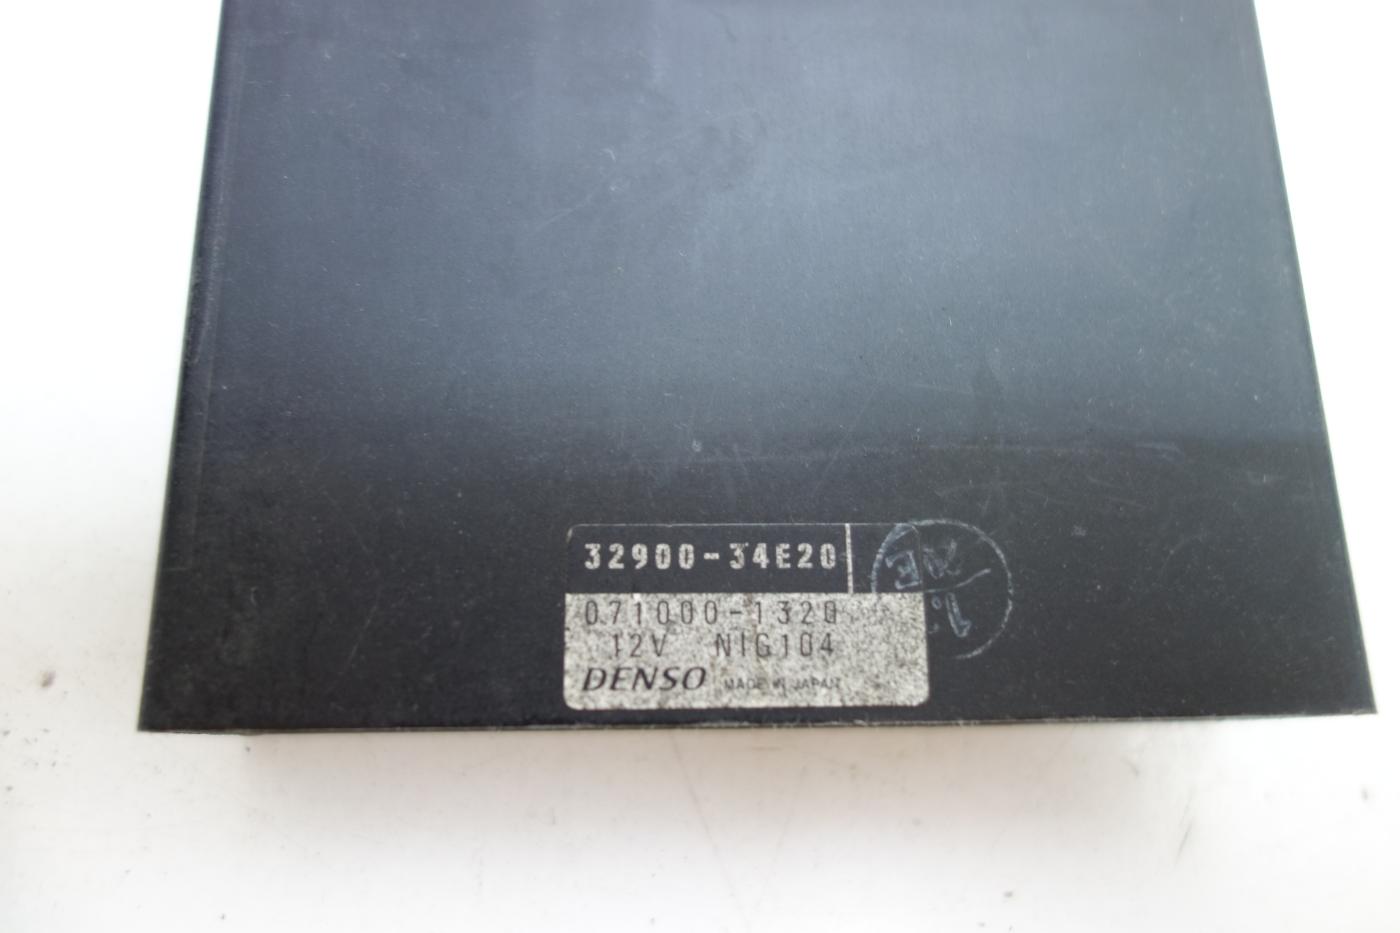 32900-34E20
071000-1320
12V NIG104
DENSO MADE IN JAPAN